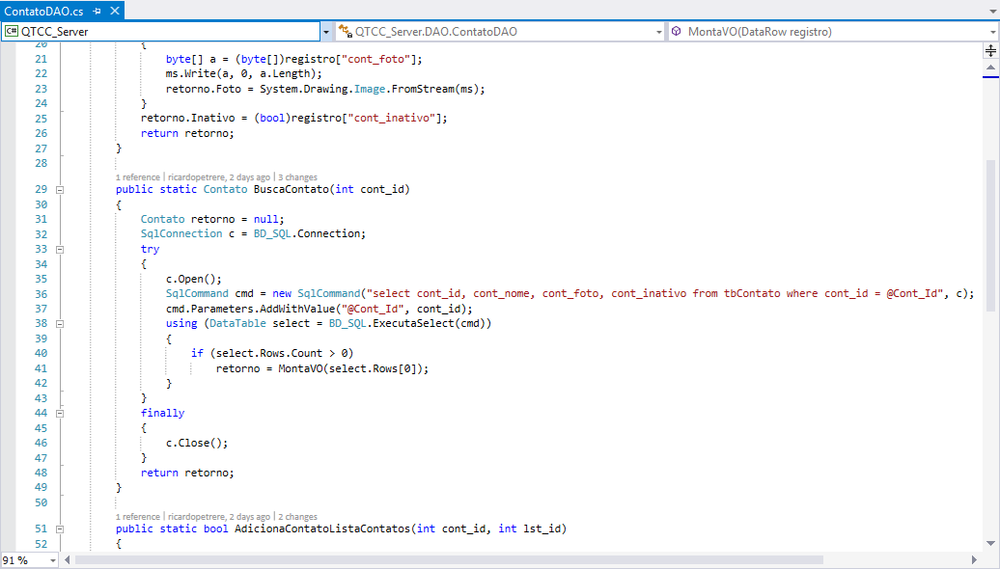 ContatoDAO.cs
C# QTCC_Server QTCC_Server.DAO.ContatoDAO MontaVO(DataRow registro)
20 {
21 byte[] a = (byte[])registro["cont_foto"];
22 ms.Write(a, 0, a.Length);
23 retorno.Foto = System.Drawing.Image.FromStream(ms);
24 }
25 retorno.Inativo = (bool)registro["cont_inativo"];
26 return retorno;
27 }
28
1 reference | ricardopetrere, 2 days ago | 3 changes
29 public static Contato BuscaContato(int cont_id)
30 {
31 Contato retorno = null;
32 SqlConnection c = BD_SQL.Connection;
33 try
34 {
35 c.Open();
36 SqlCommand cmd = new SqlCommand("select cont_id, cont_nome, cont_foto, cont_inativo from tbContato where cont_id = @Cont_Id", c);
37 cmd.Parameters.AddWithValue("@Cont_Id", cont_id);
38 using (DataTable select = BD_SQL.ExecutaSelect(cmd))
39 {
40 if (select.Rows.Count > 0)
41 retorno = MontaVO(select.Rows[0]);
42 }
43 }
44 finally
45 {
46 c.Close();
47 }
48 return retorno;
49 }
50
1 reference | ricardopetrere, 2 days ago | 2 changes
51 public static bool AdicionaContatoListaContatos(int cont_id, int lst_id)
52 {
91 %